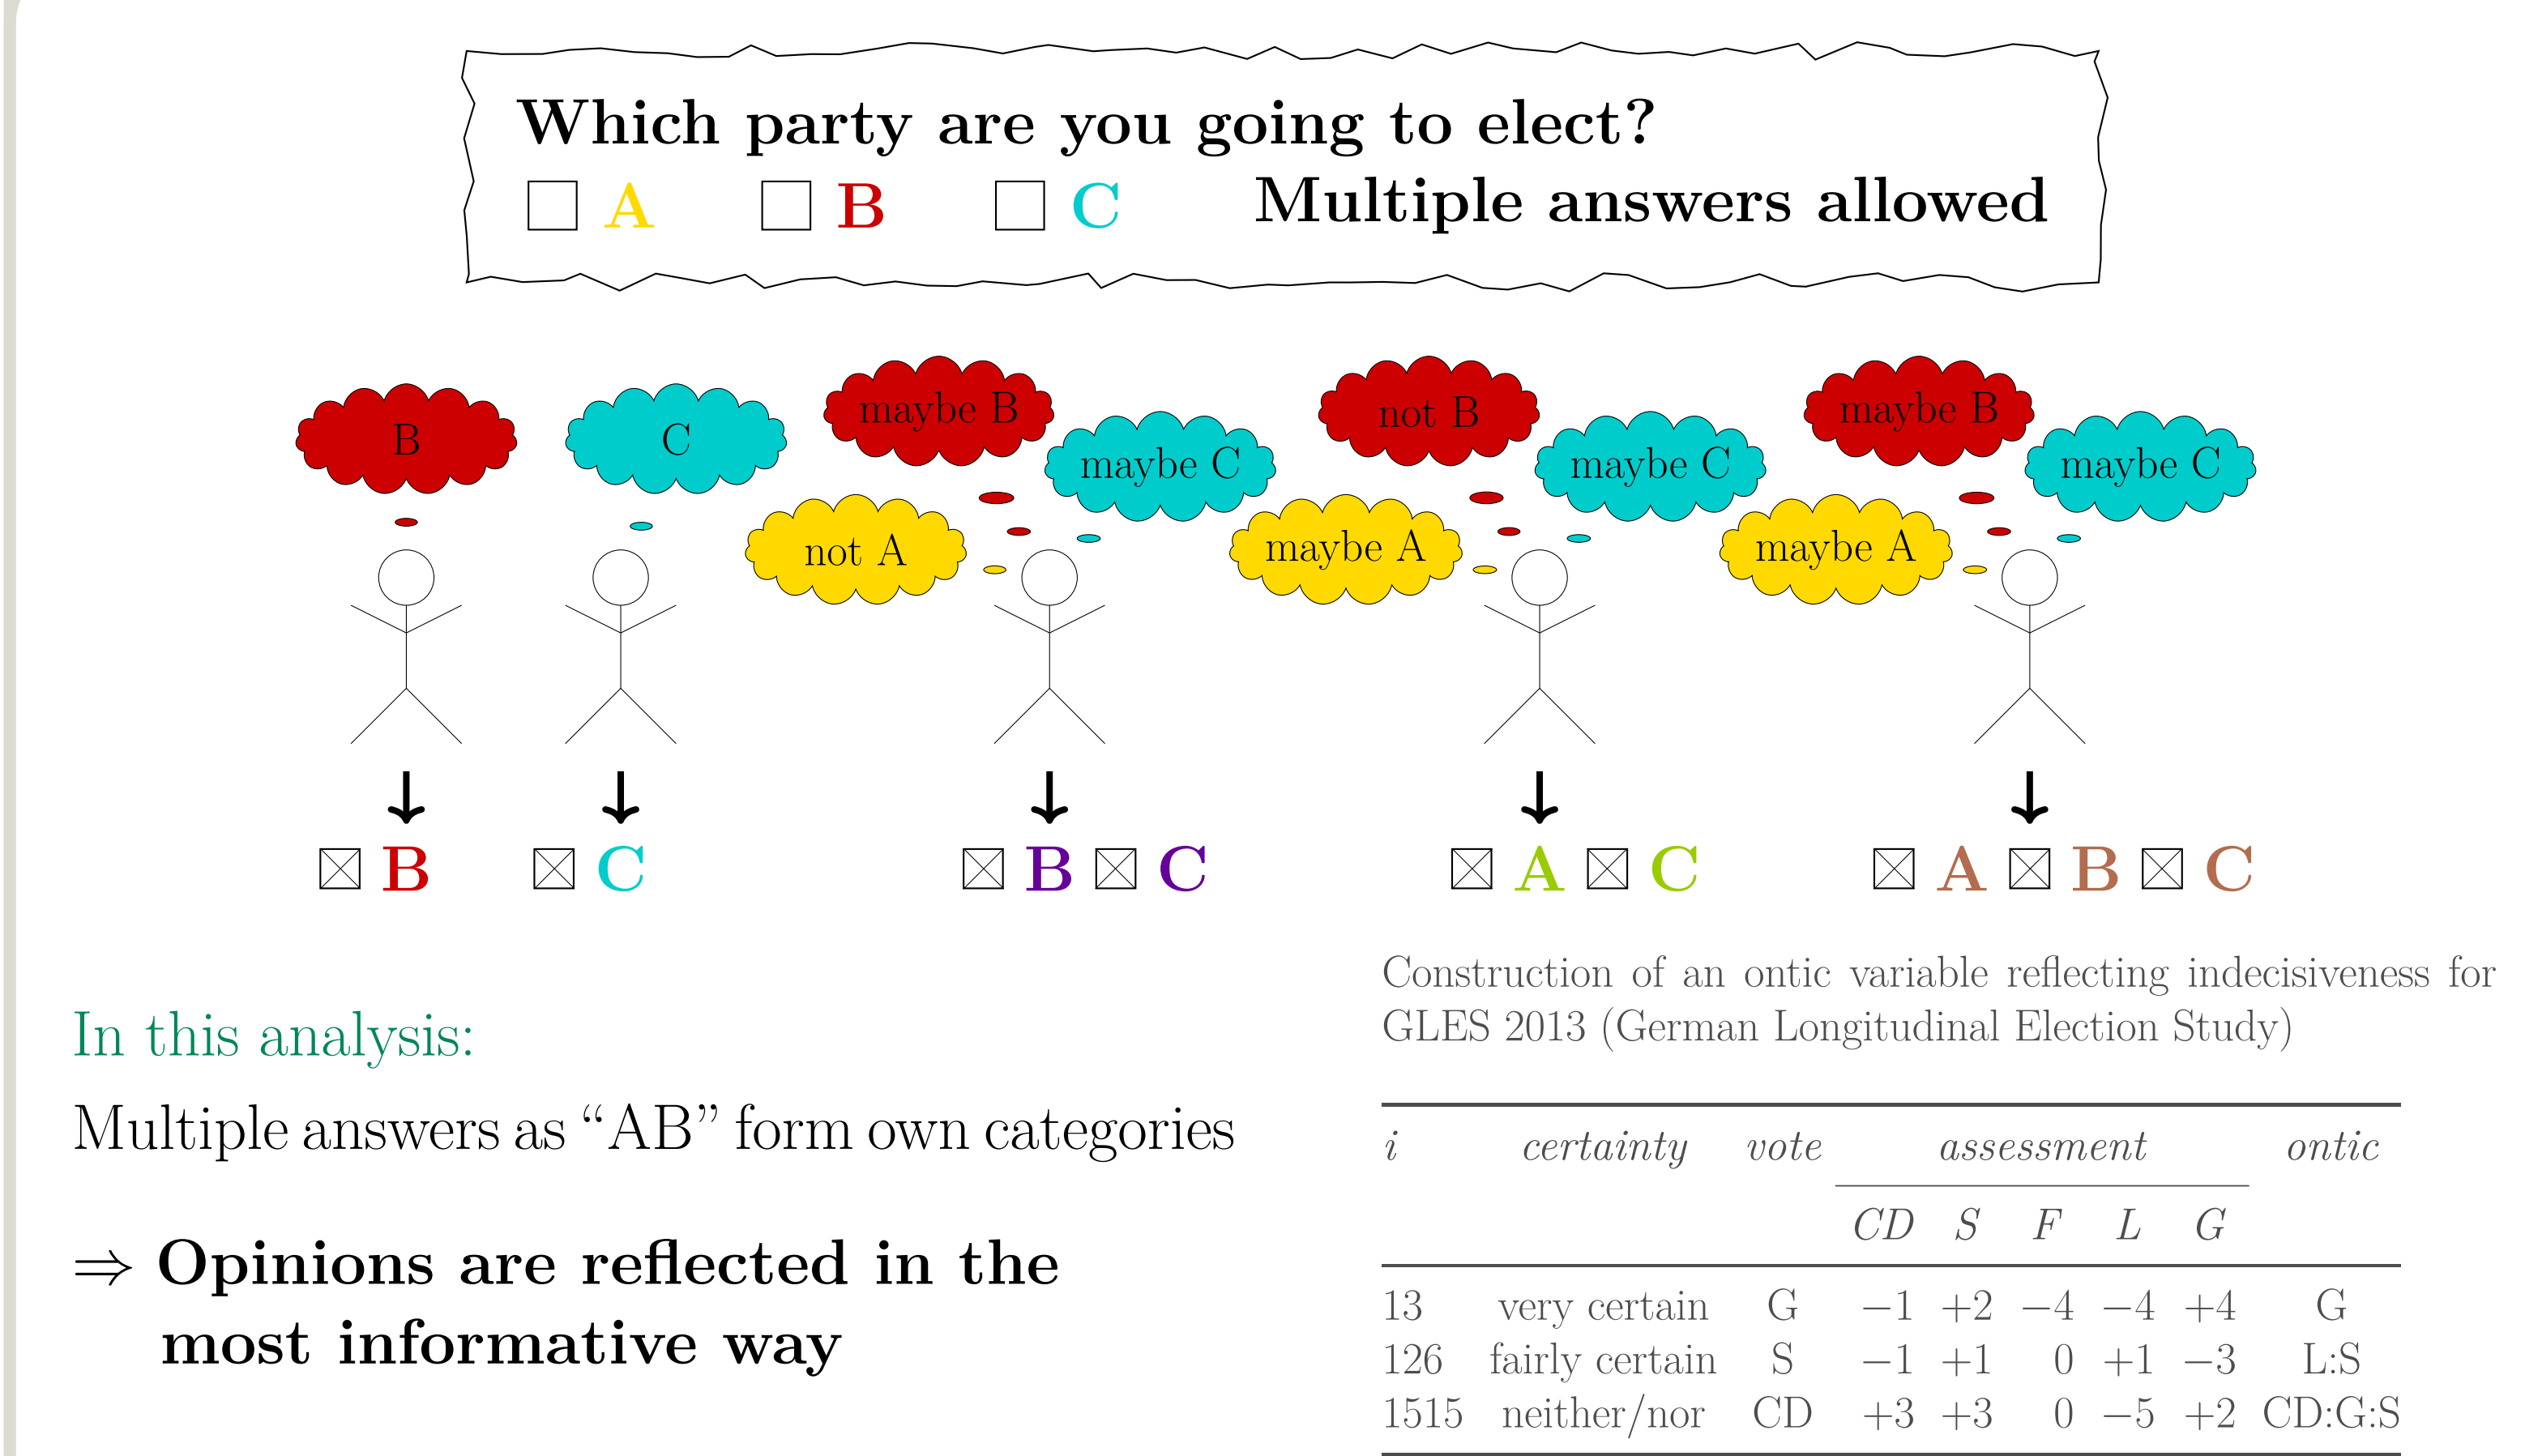 Which party are you going to elect?
A B C Multiple answers allowed
B
C
maybe B
maybe C
not A
not B
maybe C
maybe A
maybe B
maybe C
maybe A
B
C
B C
A C
A B C
In this analysis:
Multiple answers as “AB” form own categories
⇒ Opinions are reflected in the
most informative way
Construction of an ontic variable reflecting indecisiveness for
GLES 2013 (German Longitudinal Election Study)
i certainty vote assessment ontic
CD S F L G
13 very certain G −1 +2 −4 −4 +4 G
126 fairly certain S −1 +1 0 +1 −3 L:S
1515 neither/nor CD +3 +3 0 −5 +2 CD:G:S